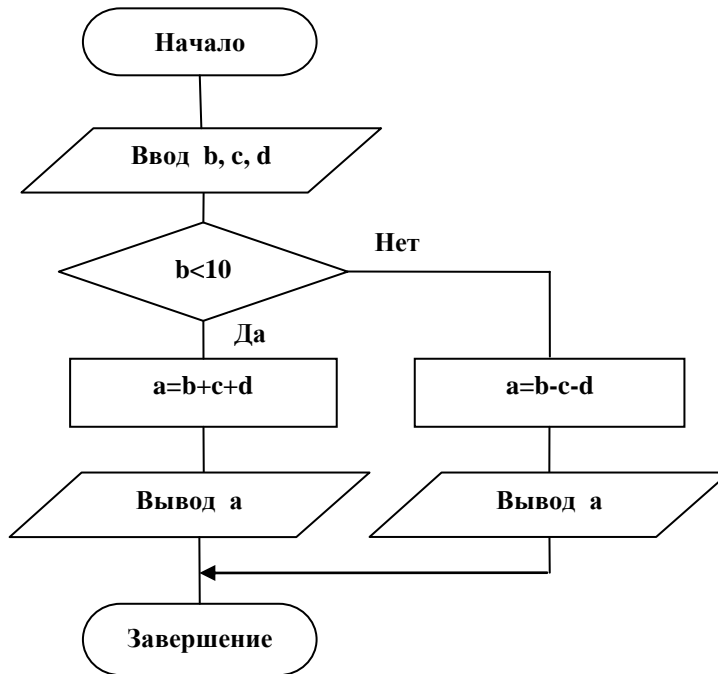 Начало
Ввод b, c, d
b<10
Нет
Да
a=b+c+d
a=b-c-d
Вывод a
Вывод a
Завершение